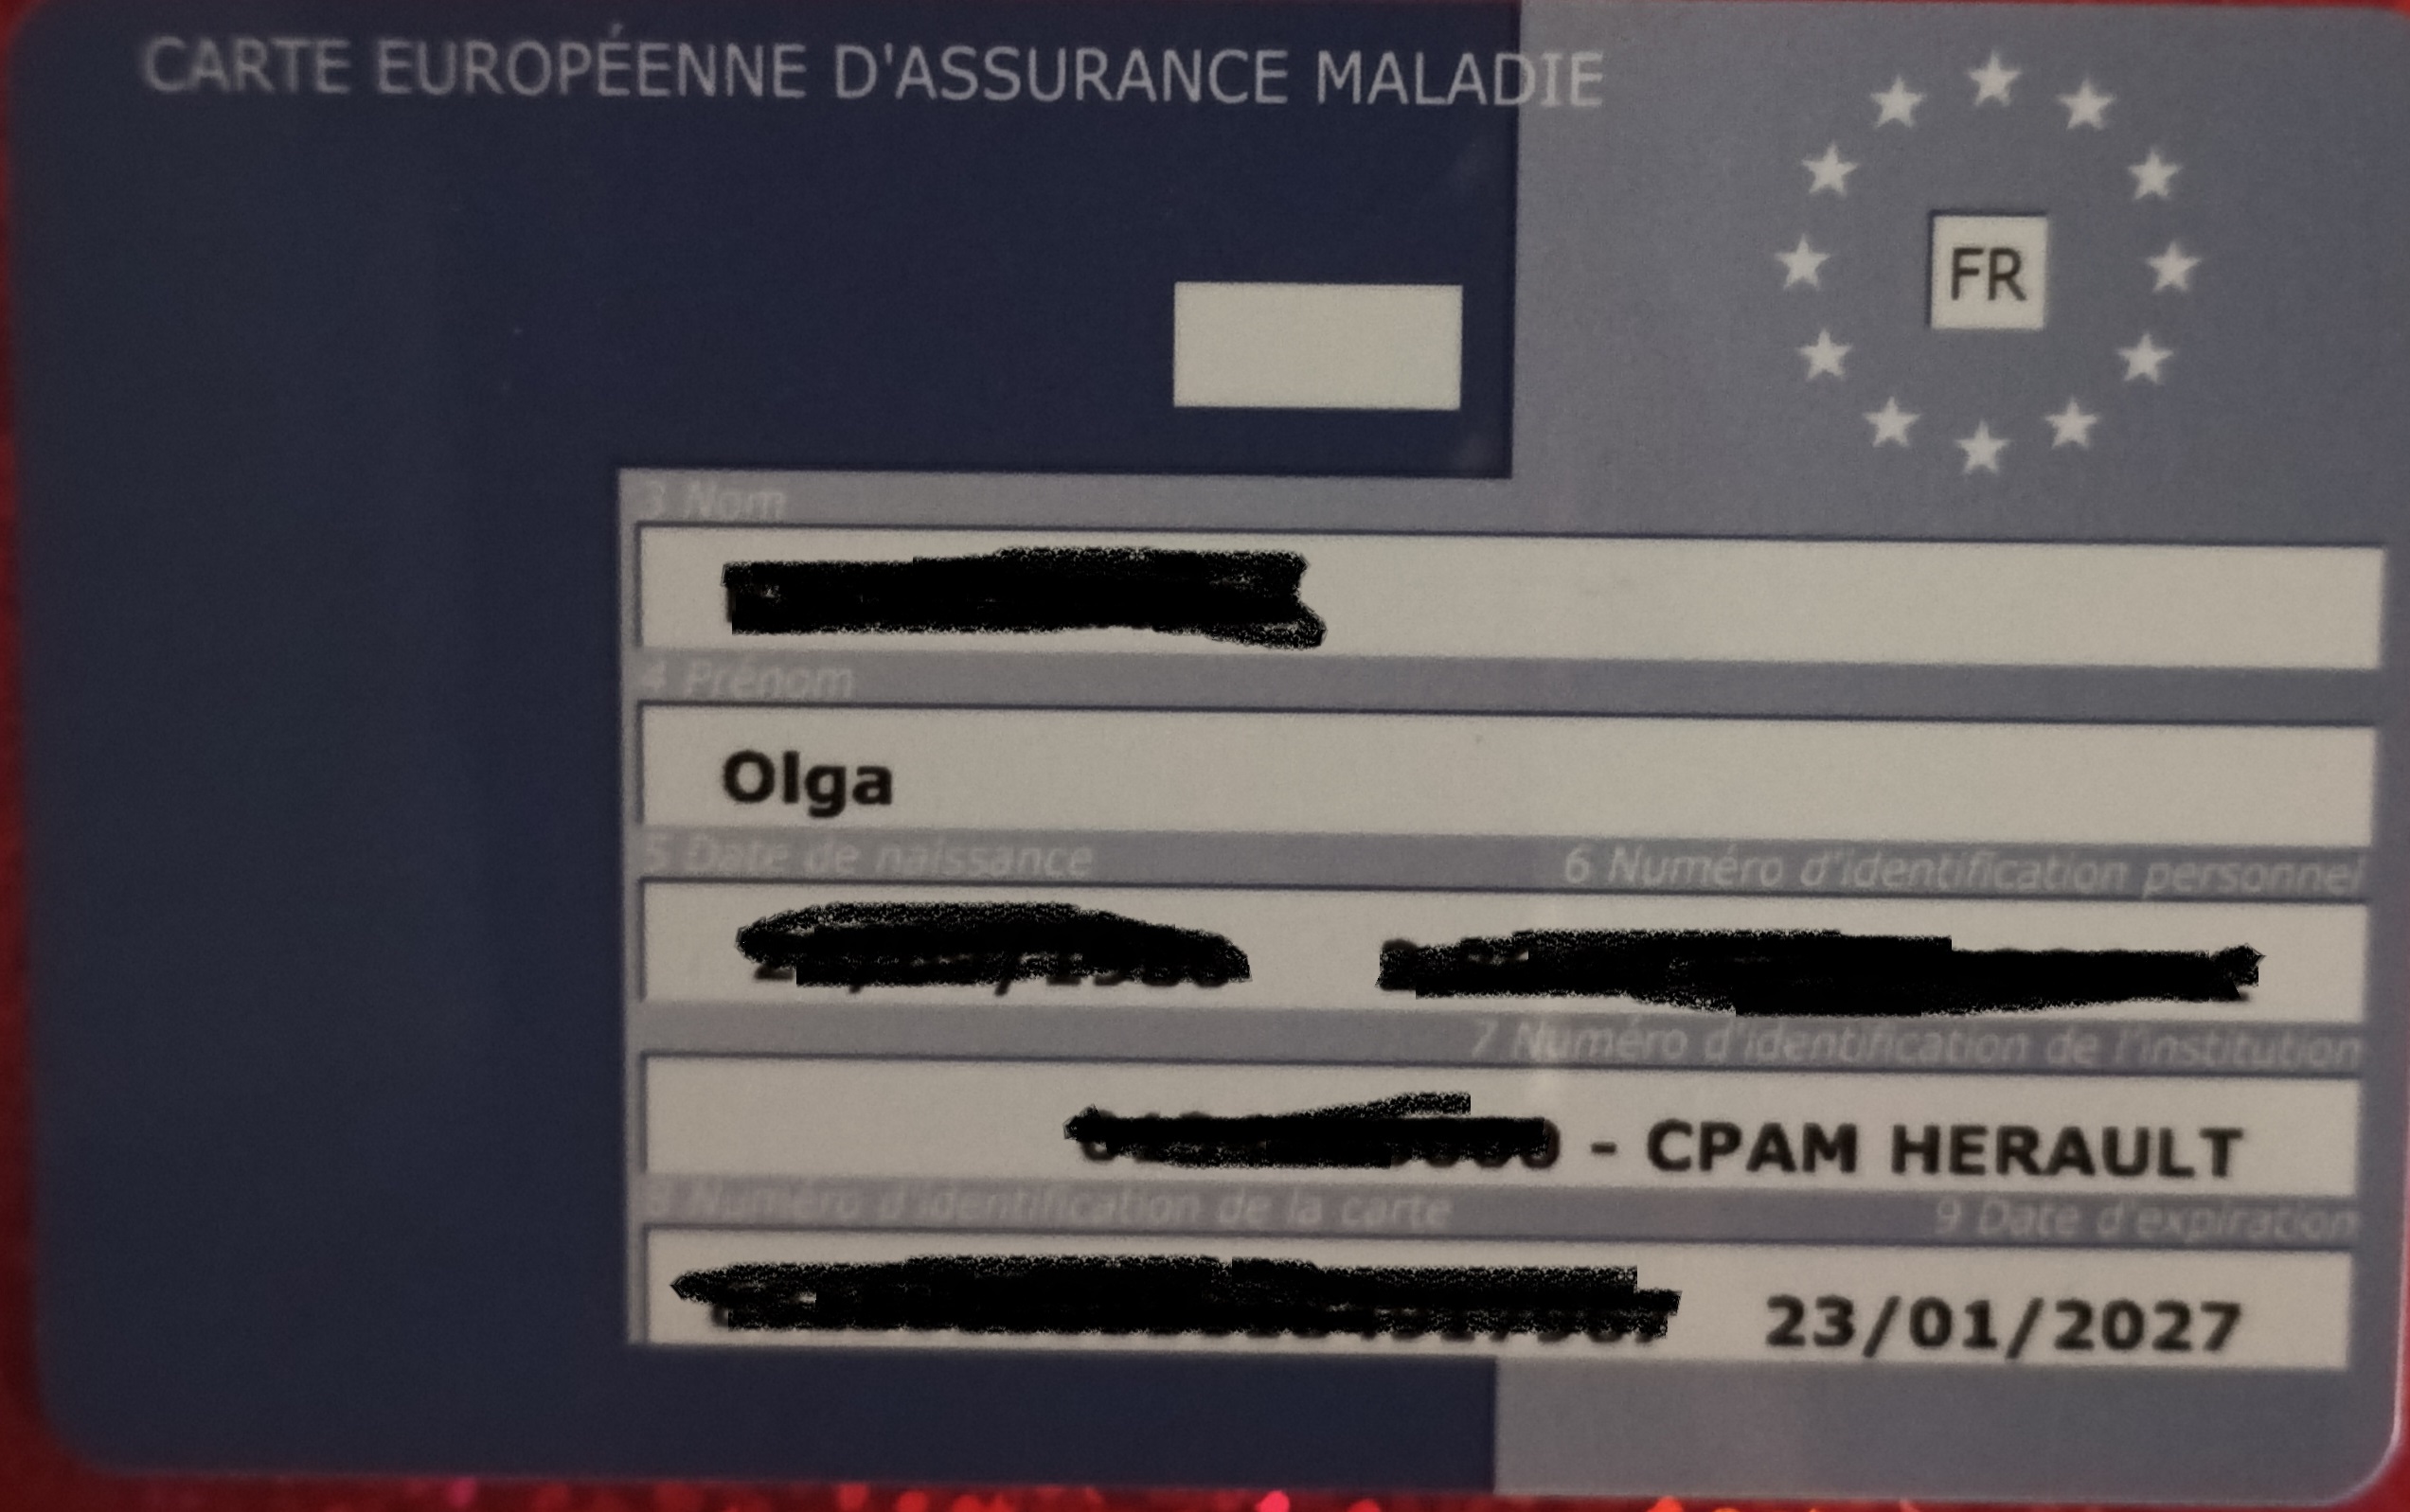 CARTE EUROPÉENNE D'ASSURANCE MALADIE
FR
3 Nom
4 Prénom
Olga
5 Date de naissance 6 Numéro d'identification personnel
7 Numéro d'identification de l'institution
- CPAM HERAULT
8 Numéro d'identification de la carte 9 Date d'expiration
23/01/2027